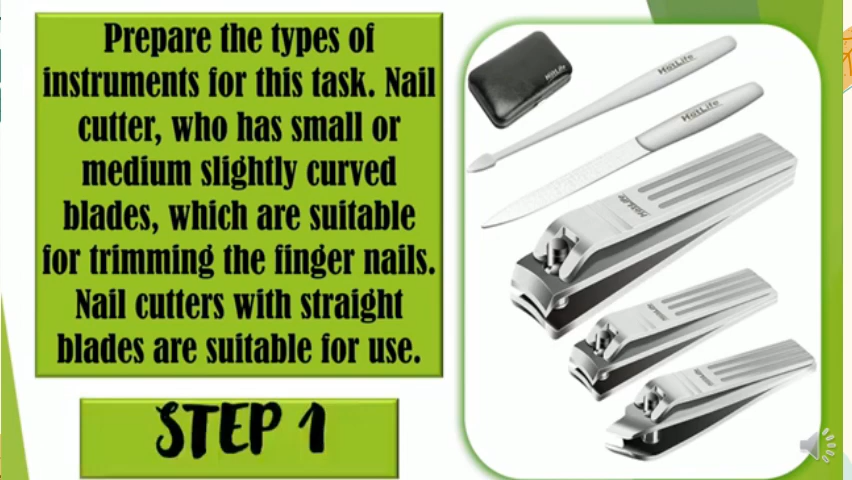 Prepare the types of
instruments for this task. Nail
cutter, who has small or
medium slightly curved
blades, which are suitable
for trimming the finger nails.
Nail cutters with straight
blades are suitable for use.
STEP 1
HotLife
HotLife